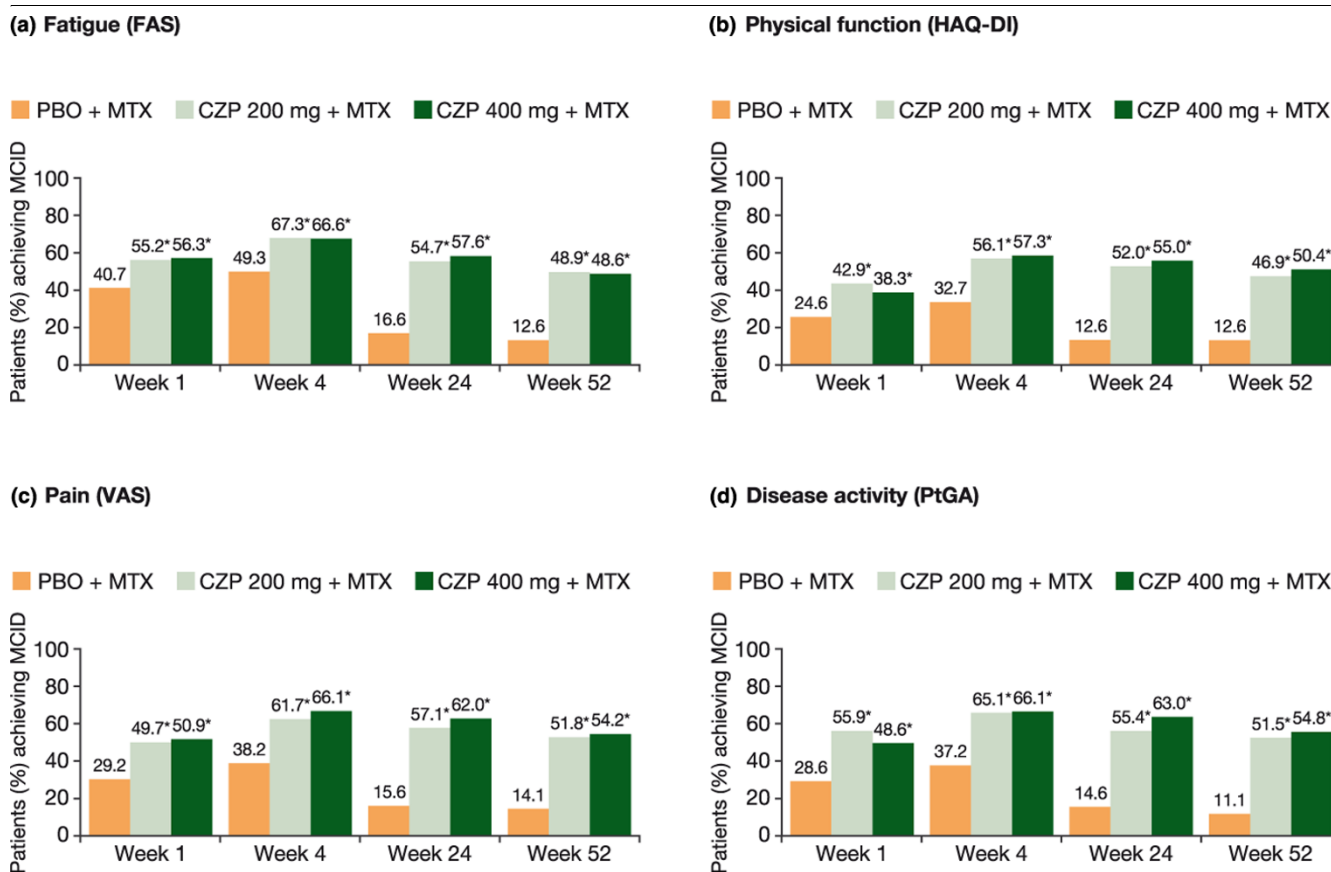 (a) Fatigue (FAS)
PBO + MTX CZP 200 mg + MTX CZP 400 mg + MTX
Patients (%) achieving MCID
100
80
60
40
20
0
40.7 55.2* 56.3*
49.3 67.3* 66.6*
16.6 54.7* 57.6*
12.6 48.9* 48.6*
Week 1 Week 4 Week 24 Week 52
(b) Physical function (HAQ-DI)
PBO + MTX CZP 200 mg + MTX CZP 400 mg + MTX
Patients (%) achieving MCID
100
80
60
40
20
0
24.6 42.9* 38.3*
32.7 56.1* 57.3*
12.6 52.0* 55.0*
12.6 46.9* 50.4*
Week 1 Week 4 Week 24 Week 52
(c) Pain (VAS)
PBO + MTX CZP 200 mg + MTX CZP 400 mg + MTX
Patients (%) achieving MCID
100
80
60
40
20
0
29.2 49.7* 50.9*
38.2 61.7* 66.1*
15.6 57.1* 62.0*
14.1 51.8* 54.2*
Week 1 Week 4 Week 24 Week 52
(d) Disease activity (PtGA)
PBO + MTX CZP 200 mg + MTX CZP 400 mg + MTX
Patients (%) achieving MCID
100
80
60
40
20
0
28.6 55.9* 48.6*
37.2 65.1* 66.1*
14.6 55.4* 63.0*
11.1 51.5* 54.8*
Week 1 Week 4 Week 24 Week 52